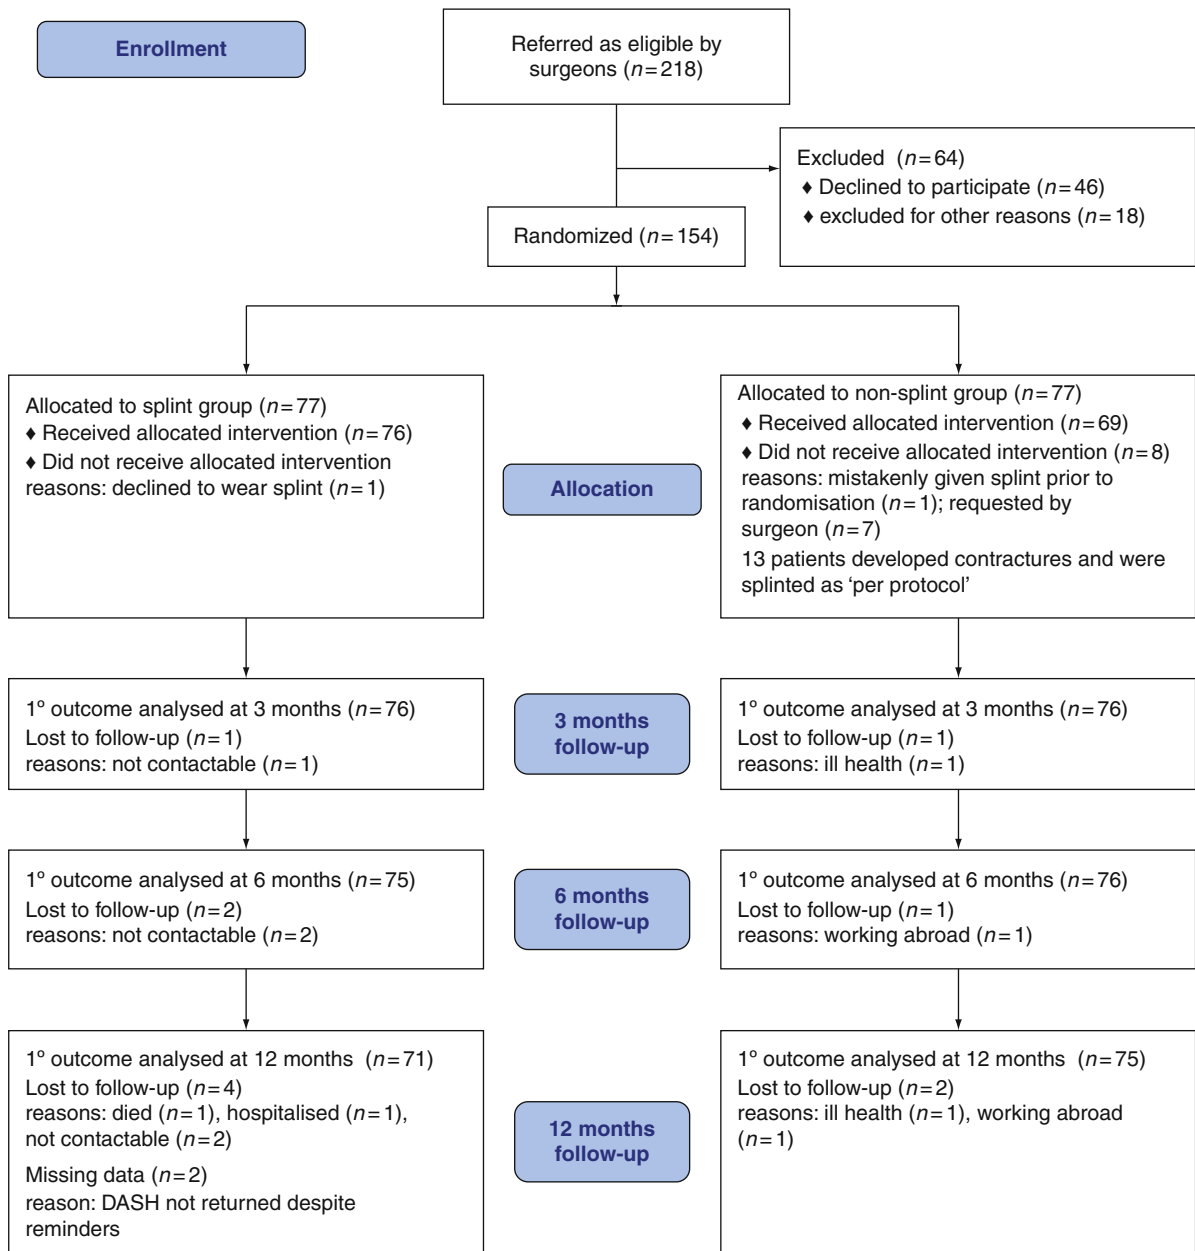 Enrollment
Referred as eligible by
surgeons (n=218)
Excluded (n=64)
♦ Declined to participate (n=46)
♦ excluded for other reasons (n=18)
Randomized (n=154)
Allocated to splint group (n=77)
♦ Received allocated intervention (n=76)
♦ Did not receive allocated intervention
reasons: declined to wear splint (n=1)
Allocation
Allocated to non-splint group (n=77)
♦ Received allocated intervention (n=69)
♦ Did not receive allocated intervention (n=8)
reasons: mistakenly given splint prior to
randomisation (n=1); requested by
surgeon (n=7)
13 patients developed contractures and were
splinted as ‘per protocol’
1° outcome analysed at 3 months (n=76)
Lost to follow-up (n=1)
reasons: not contactable (n=1)
3 months
follow-up
1° outcome analysed at 3 months (n=76)
Lost to follow-up (n=1)
reasons: ill health (n=1)
1° outcome analysed at 6 months (n=75)
Lost to follow-up (n=2)
reasons: not contactable (n=2)
6 months
follow-up
1° outcome analysed at 6 months (n=76)
Lost to follow-up (n=1)
reasons: working abroad (n=1)
1° outcome analysed at 12 months (n=71)
Lost to follow-up (n=4)
reasons: died (n=1), hospitalised (n=1),
not contactable (n=2)
Missing data (n=2)
reason: DASH not returned despite
reminders
12 months
follow-up
1° outcome analysed at 12 months (n=75)
Lost to follow-up (n=2)
reasons: ill health (n=1), working abroad
(n=1)